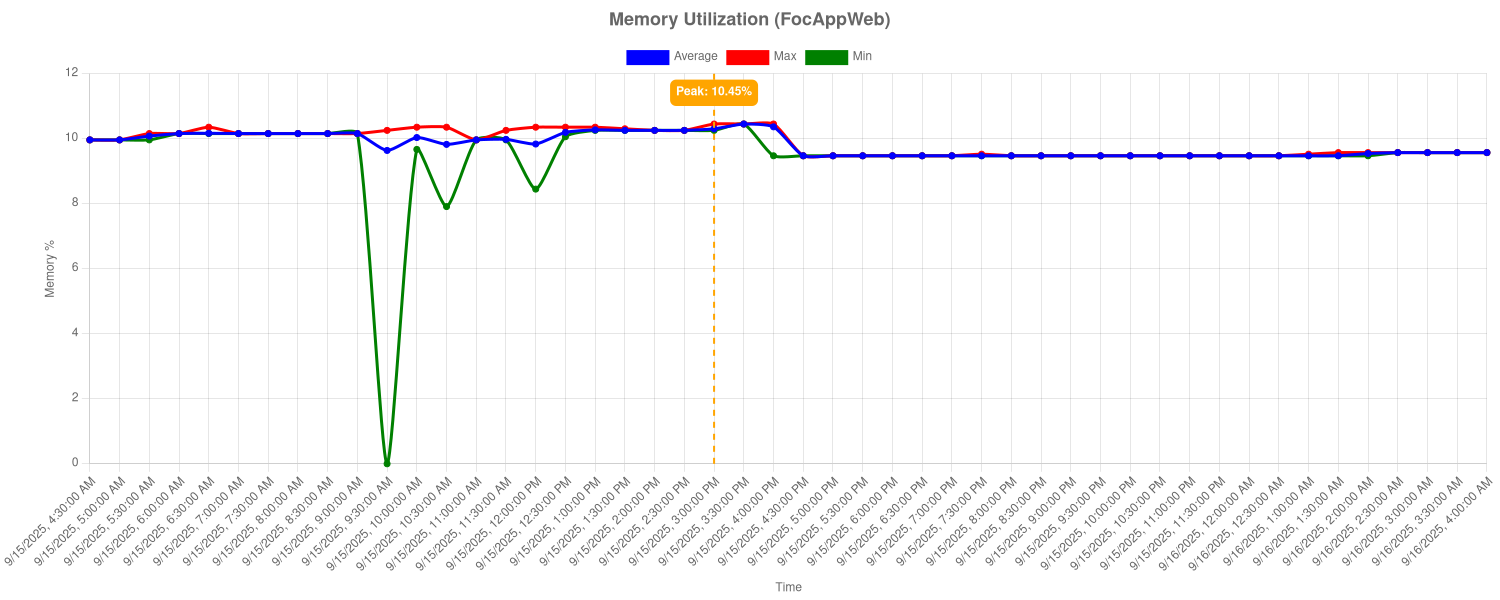 Memory Utilization (FocAppWeb)
Average Max Min
Peak: 10.45%
12
10
8
6
4
2
0
Memory %
9/15/2025, 4:30:00 AM
9/15/2025, 5:00:00 AM
9/15/2025, 5:30:00 AM
9/15/2025, 6:00:00 AM
9/15/2025, 6:30:00 AM
9/15/2025, 7:00:00 AM
9/15/2025, 7:30:00 AM
9/15/2025, 8:00:00 AM
9/15/2025, 8:30:00 AM
9/15/2025, 9:00:00 AM
9/15/2025, 9:30:00 AM
9/15/2025, 10:00:00 AM
9/15/2025, 10:30:00 AM
9/15/2025, 11:00:00 AM
9/15/2025, 11:30:00 AM
9/15/2025, 12:00:00 PM
9/15/2025, 12:30:00 PM
9/15/2025, 1:00:00 PM
9/15/2025, 1:30:00 PM
9/15/2025, 2:00:00 PM
9/15/2025, 2:30:00 PM
9/15/2025, 3:00:00 PM
9/15/2025, 3:30:00 PM
9/15/2025, 4:00:00 PM
9/15/2025, 4:30:00 PM
9/15/2025, 5:00:00 PM
9/15/2025, 5:30:00 PM
9/15/2025, 6:00:00 PM
9/15/2025, 6:30:00 PM
9/15/2025, 7:00:00 PM
9/15/2025, 7:30:00 PM
9/15/2025, 8:00:00 PM
9/15/2025, 8:30:00 PM
9/15/2025, 9:00:00 PM
9/15/2025, 9:30:00 PM
9/15/2025, 10:00:00 PM
9/15/2025, 10:30:00 PM
9/15/2025, 11:00:00 PM
9/15/2025, 11:30:00 PM
9/16/2025, 12:00:00 AM
9/16/2025, 12:30:00 AM
9/16/2025, 1:00:00 AM
9/16/2025, 1:30:00 AM
9/16/2025, 2:00:00 AM
9/16/2025, 2:30:00 AM
9/16/2025, 3:00:00 AM
9/16/2025, 3:30:00 AM
9/16/2025, 4:00:00 AM
Time